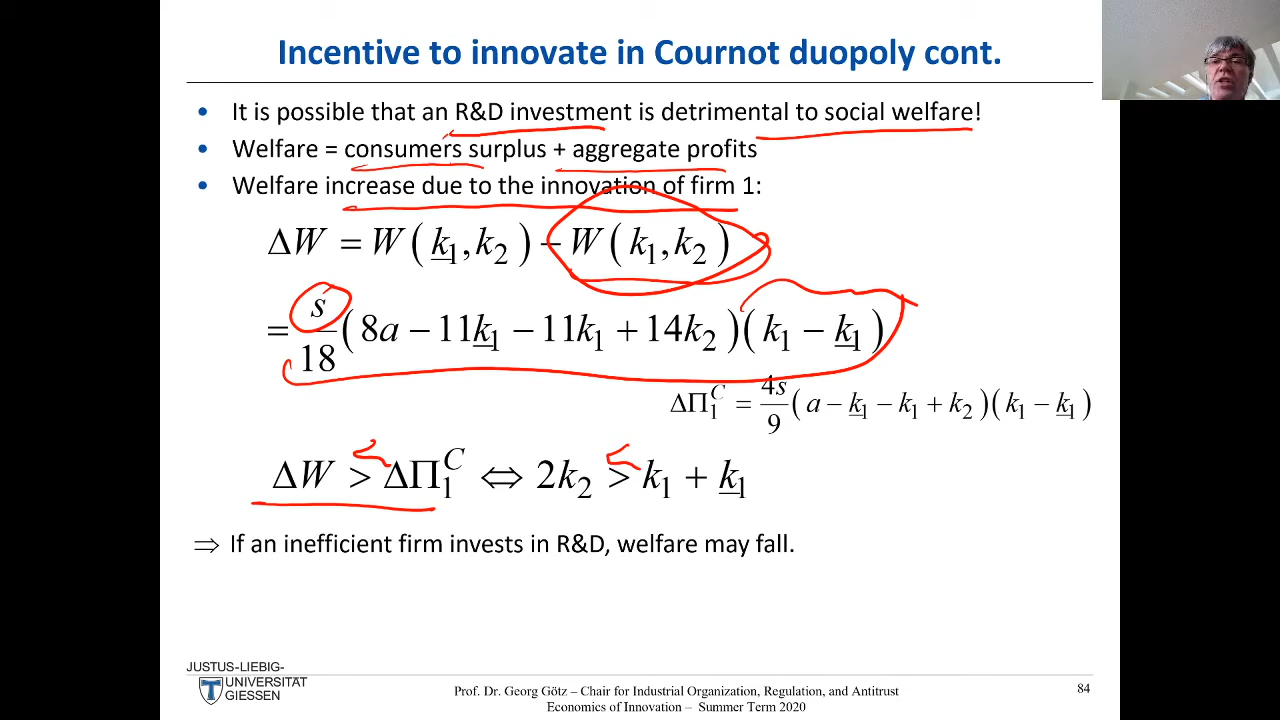 Incentive to innovate in Cournot duopoly cont.
• It is possible that an R&D investment is detrimental to social welfare!
• Welfare = consumers surplus + aggregate profits
• Welfare increase due to the innovation of firm 1:
ΔW = W(k̲₁, k₂) − W(k₁, k₂)
= s/18 (8a − 11k̲₁ − 11k₁ + 14k₂)(k₁ − k̲₁)
ΔΠ₁ᶜ = 4s/9 (a − k̲₁ − k₁ + k₂)(k₁ − k̲₁)
ΔW > ΔΠ₁ᶜ ⇔ 2k₂ > k₁ + k̲₁
⇒ If an inefficient firm invests in R&D, welfare may fall.
JUSTUS-LIEBIG-
UNIVERSITÄT
GIESSEN
Prof. Dr. Georg Götz – Chair for Industrial Organization, Regulation, and Antitrust
Economics of Innovation – Summer Term 2020
84